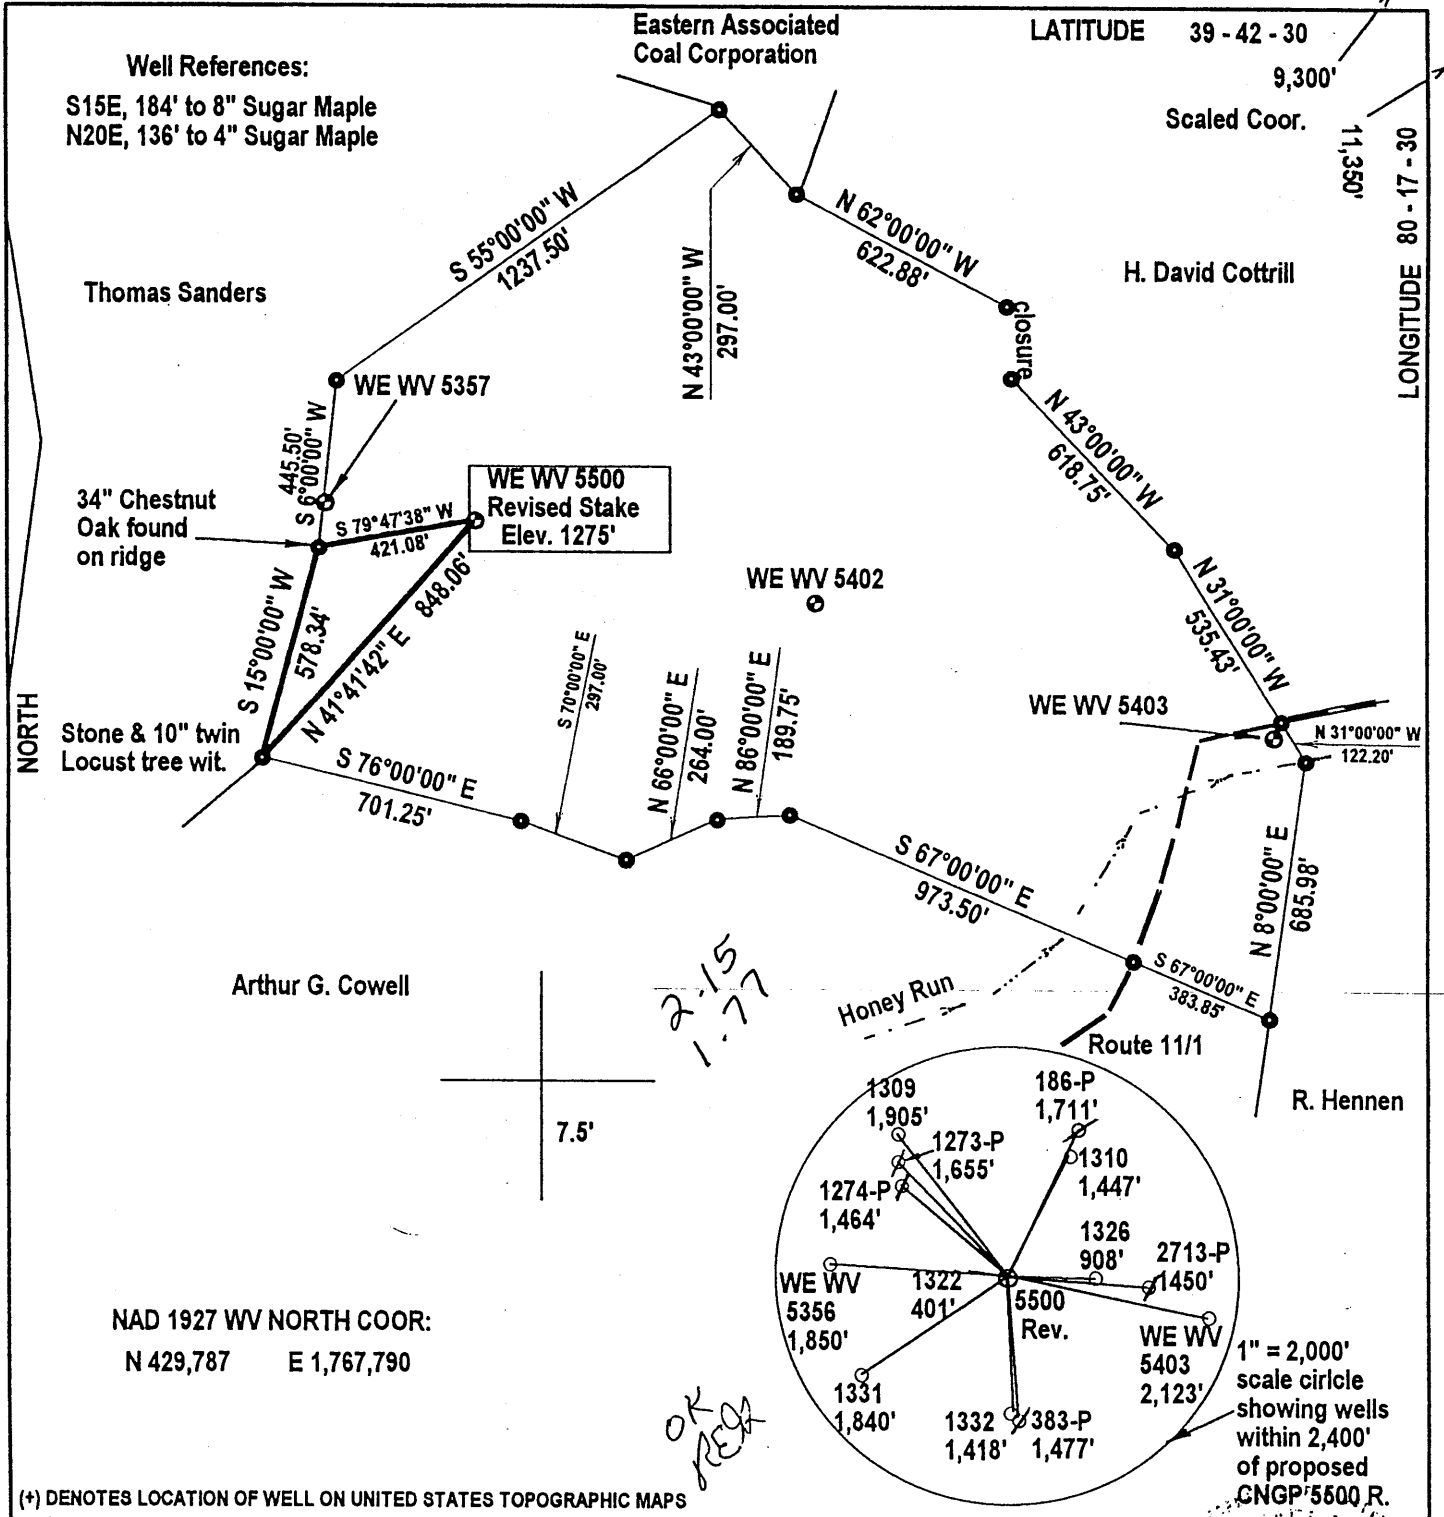 Eastern Associated
Coal Corporation
LATITUDE 39 - 42 - 30
9,300'
Scaled Coor.
11,350'
LONGITUDE 80 - 17 - 30
Well References:
S15E, 184' to 8" Sugar Maple
N20E, 136' to 4" Sugar Maple
S 55°00'00" W
1237.50'
N 43°00'00" W
297.00'
N 62°00'00" W
622.88'
closure
H. David Cottrill
Thomas Sanders
WE WV 5357
445.50'
S 6°00'00" W
N 43°00'00" W
618.75'
34" Chestnut
Oak found
on ridge
S 79°47'38" W
421.08'
WE WV 5500
Revised Stake
Elev. 1275'
WE WV 5402
N 31°00'00" W
535.43'
S 15°00'00" W
578.34'
N 41°41'42" E
848.06'
S 70°00'00" E
297.00'
N 66°00'00" E
264.00'
N 86°00'00" E
189.75'
WE WV 5403
N 31°00'00" W
122.20'
NORTH
Stone & 10" twin
Locust tree wit.
S 76°00'00" E
701.25'
S 67°00'00" E
973.50'
N 8°00'00" E
685.98'
S 67°00'00" E
383.85'
Arthur G. Cowell
2.15
1.77
Honey Run
Route 11/1
R. Hennen
7.5'
1309
1,905'
186-P
1,711'
1273-P
1,655'
1310
1,447'
1274-P
1,464'
1326
908'
2713-P
1450'
WE WV
5356
1,850'
1322
401'
5500
Rev.
WE WV
5403
2,123'
1331
1,840'
1332
1,418'
383-P
1,477'
1" = 2,000'
scale cirlcle
showing wells
within 2,400'
of proposed
CNGP 5500 R.
NAD 1927 WV NORTH COOR:
N 429,787 E 1,767,790
OK
(+) DENOTES LOCATION OF WELL ON UNITED STATES TOPOGRAPHIC MAPS